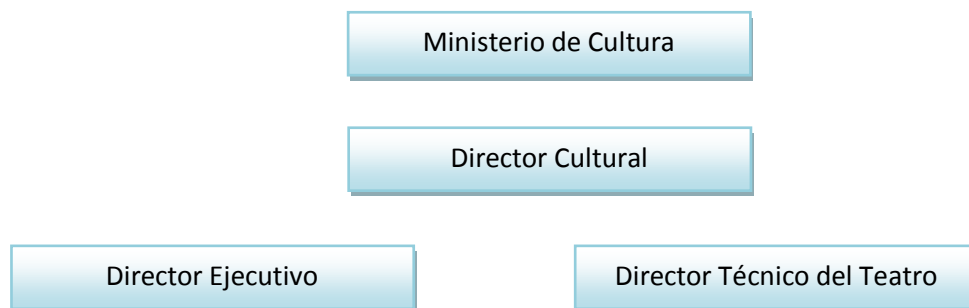 Ministerio de Cultura
Director Cultural
Director Ejecutivo
Director Técnico del Teatro